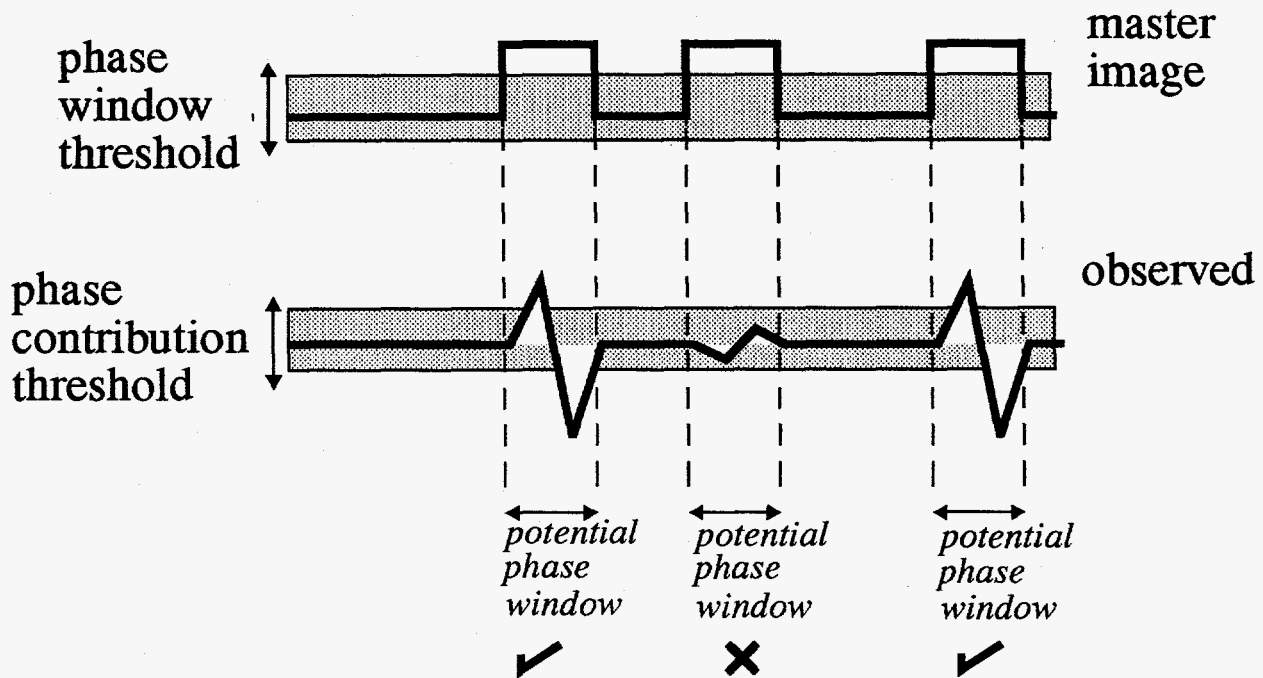 phase
window
threshold
master
image
phase
contribution
threshold
observed
potential
phase
window
potential
phase
window
potential
phase
window